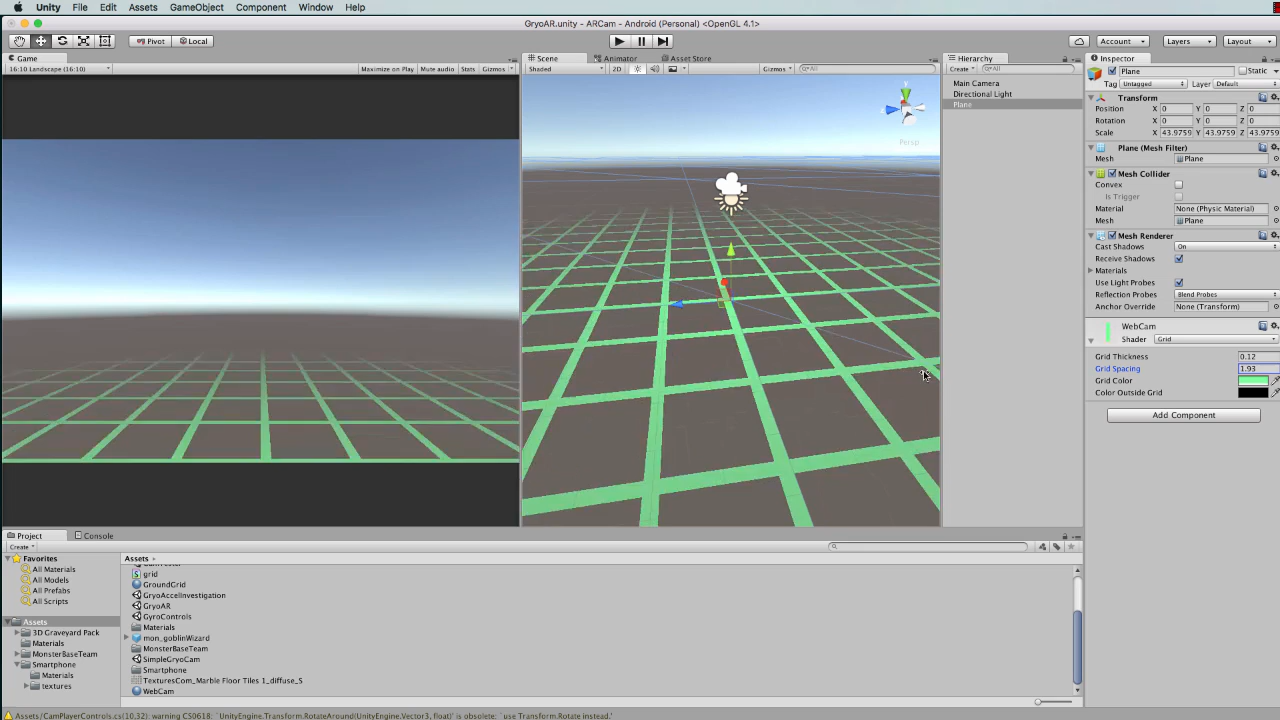 Unity File Edit Assets GameObject Component Window Help
GryoAR.unity - ARCam - Android (Personal) <OpenGL 4.1>
Pivot Local Account Layers Layout
Game
16:10 Landscape (16:10) Maximize on Play Mute audio Stats Gizmos
Scene Animator Asset Store
Shaded 2D Gizmos All
Persp
Hierarchy
Create All
Main Camera
Directional Light
Plane
Inspector
Plane Static
Tag Untagged Layer Default
Transform
Position X 0 Y 0 Z 0
Rotation X 0 Y 0 Z 0
Scale X 43.9759 Y 43.9759 Z 43.9759
Plane (Mesh Filter)
Mesh Plane
Mesh Collider
Convex
Is Trigger
Material None (Physic Material)
Mesh Plane
Mesh Renderer
Cast Shadows On
Receive Shadows
Materials
Use Light Probes
Reflection Probes Blend Probes
Anchor Override None (Transform)
WebCam
Shader Grid
Grid Thickness 0.12
Grid Spacing 1.93
Grid Color
Color Outside Grid
Add Component
Project Console
Create
Favorites
All Materials
All Models
All Prefabs
All Scripts
Assets
3D Graveyard Pack
Materials
MonsterBaseTeam
Smartphone
Materials
textures
Assets
grid
GroundGrid
GryoAccelInvestigation
GryoAR
GyroControls
Materials
mon_goblinWizard
MonsterBaseTeam
SimpleGryoCam
Smartphone
TexturesCom_Marble Floor Tiles 1_diffuse_S
WebCam
Assets/CamPlayerControls.cs(10,32): warning CS0618: `UnityEngine.Transform.RotateAround(UnityEngine.Vector3, float)' is obsolete: `use Transform.Rotate instead.'